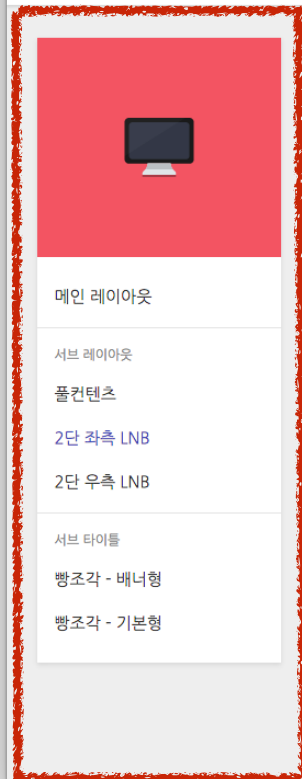 메인 레이아웃
서브 레이아웃
풀컨텐츠
2단 좌측 LNB
2단 우측 LNB
서브 타이틀
빵조각 - 배너형
빵조각 - 기본형